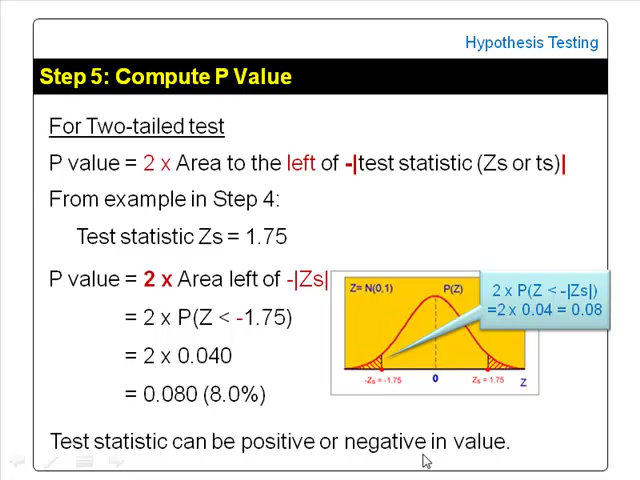 Hypothesis Testing
Step 5: Compute P Value
For Two-tailed test
P value = 2 x Area to the left of -|test statistic (Zs or ts)|
From example in Step 4:
Test statistic Zs = 1.75
P value = 2 x Area left of -|Zs|
= 2 x P(Z < -1.75)
= 2 x 0.040
= 0.080 (8.0%)
Z= N(0,1) P(Z)
2 x P(Z < -|Zs|)
=2 x 0.04 = 0.08
-Zs = -1.75 0 Zs = 1.75 Z
Test statistic can be positive or negative in value.